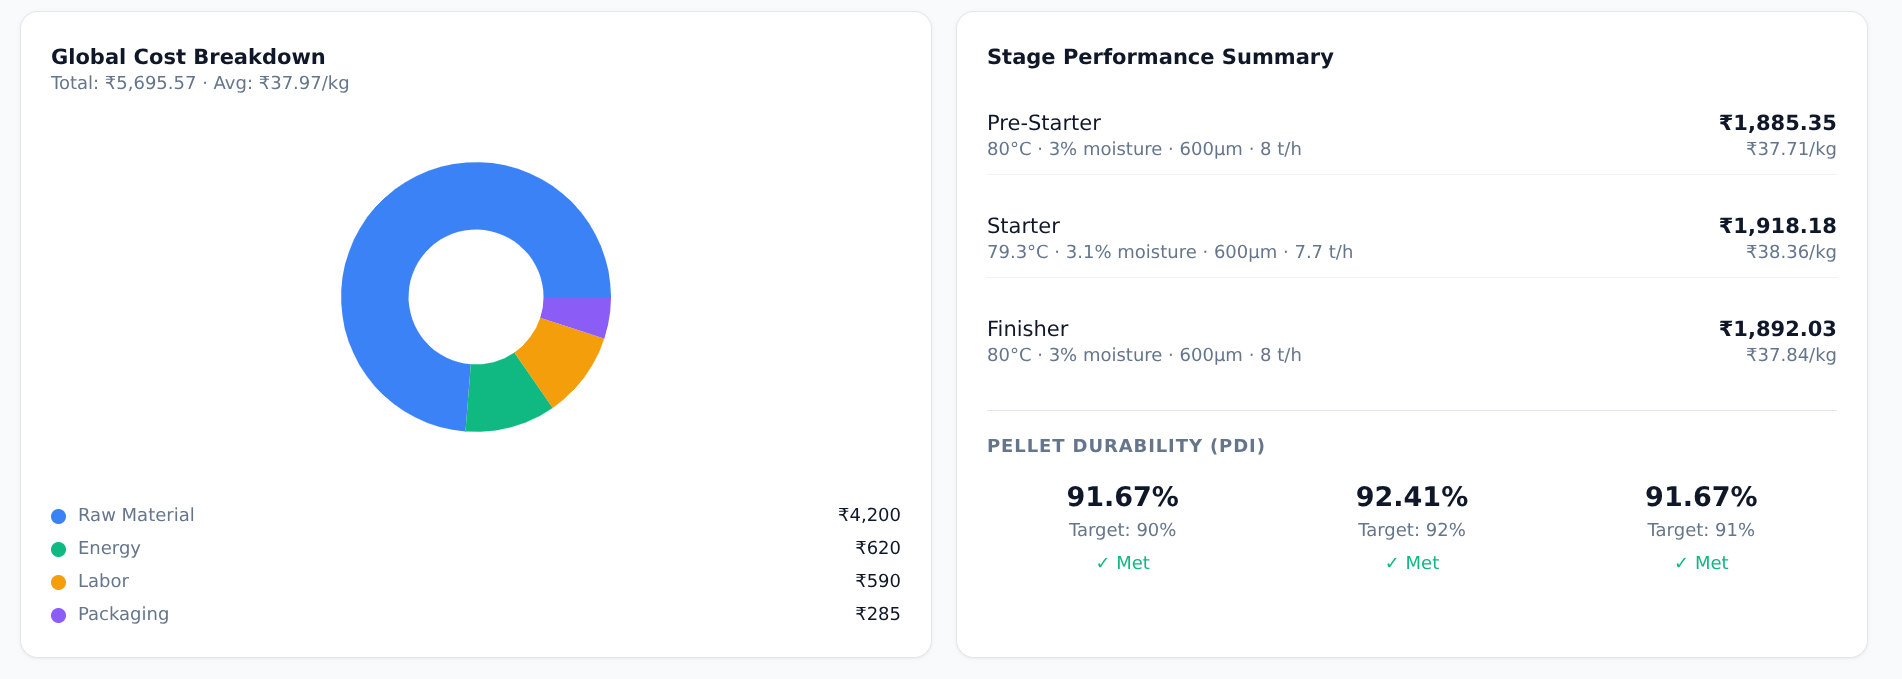 Global Cost Breakdown
Total: ₹5,695.57 · Avg: ₹37.97/kg
Raw Material ₹4,200
Energy ₹620
Labor ₹590
Packaging ₹285
Stage Performance Summary
Pre-Starter ₹1,885.35
80°C · 3% moisture · 600μm · 8 t/h ₹37.71/kg
Starter ₹1,918.18
79.3°C · 3.1% moisture · 600μm · 7.7 t/h ₹38.36/kg
Finisher ₹1,892.03
80°C · 3% moisture · 600μm · 8 t/h ₹37.84/kg
PELLET DURABILITY (PDI)
91.67% 92.41% 91.67%
Target: 90% Target: 92% Target: 91%
✓ Met ✓ Met ✓ Met